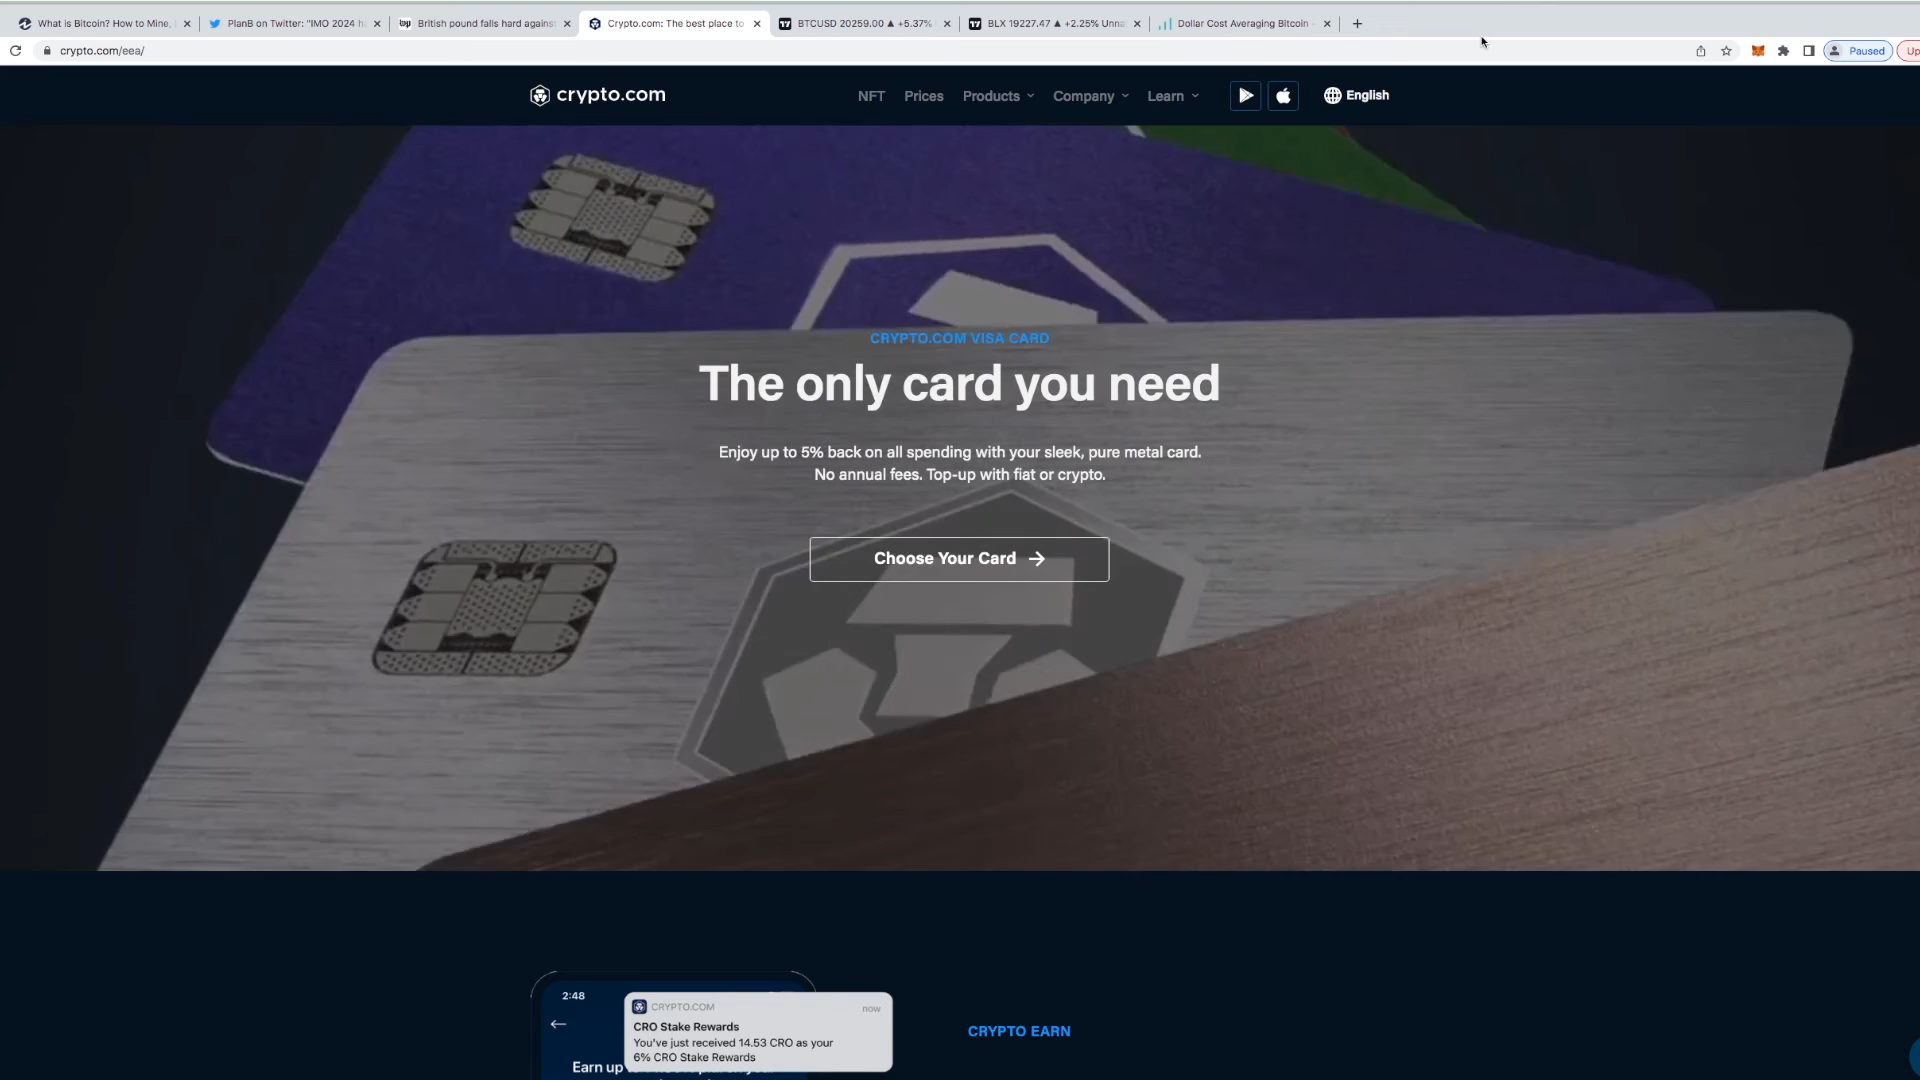 What is Bitcoin? How to Mine,
PlanB on Twitter: "IMO 2024 h
British pound falls hard agains
Crypto.com: The best place to
BTCUSD 20259.00 ▲ +5.37%
BLX 19227.47 ▲ +2.25% Unna
Dollar Cost Averaging Bitcoin
crypto.com/eea/
Paused
Up
crypto.com
NFT
Prices
Products
Company
Learn
English
CRYPTO.COM VISA CARD
The only card you need
Enjoy up to 5% back on all spending with your sleek, pure metal card.
No annual fees. Top-up with fiat or crypto.
Choose Your Card →
2:48
CRYPTO.COM
now
CRO Stake Rewards
You've just received 14.53 CRO as your
6% CRO Stake Rewards
Earn up
CRYPTO EARN